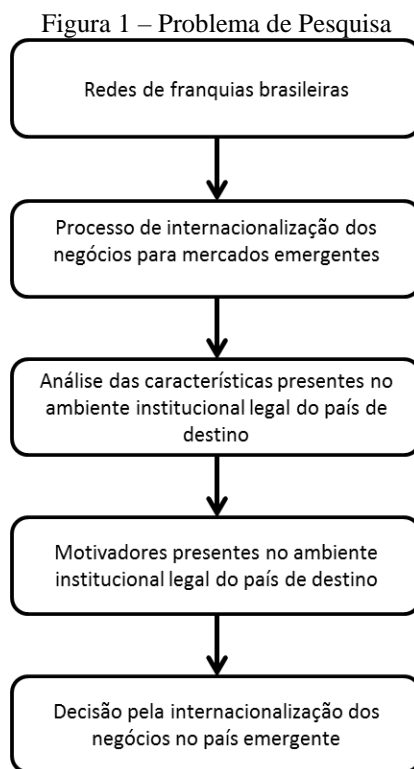 Figura 1 – Problema de Pesquisa
Redes de franquias brasileiras
Processo de internacionalização dos
negócios para mercados emergentes
Análise das características presentes no
ambiente institucional legal do país de
destino
Motivadores presentes no ambiente
institucional legal do país de destino
Decisão pela internacionalização dos
negócios no país emergente